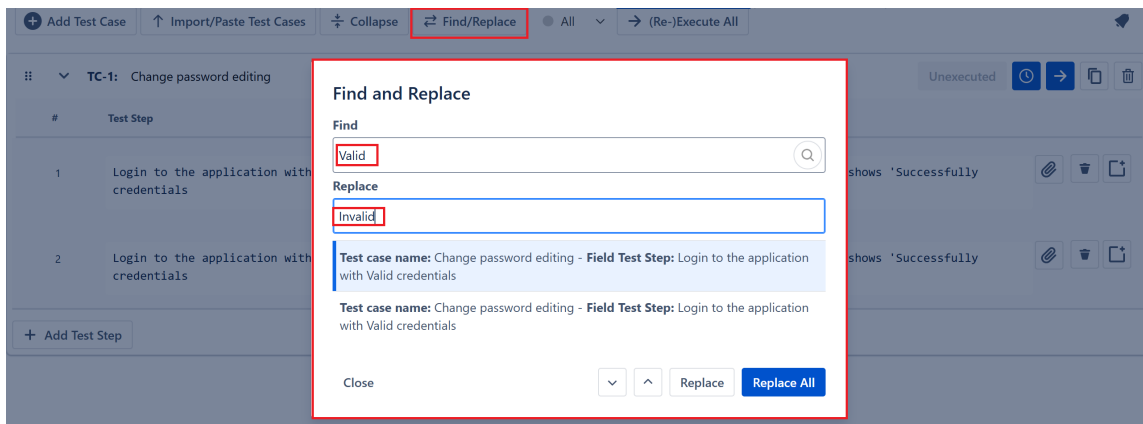 Add Test Case Import/Paste Test Cases Collapse Find/Replace All (Re-)Execute All
TC-1: Change password editing Unexecuted
# Test Step
Find and Replace
Find
Valid
Replace
Invalid
1 Login to the application with shows 'Successfully
credentials
Test case name: Change password editing - Field Test Step: Login to the application
with Valid credentials
2 Login to the application with shows 'Successfully
credentials
Test case name: Change password editing - Field Test Step: Login to the application
with Valid credentials
Add Test Step
Close Replace Replace All